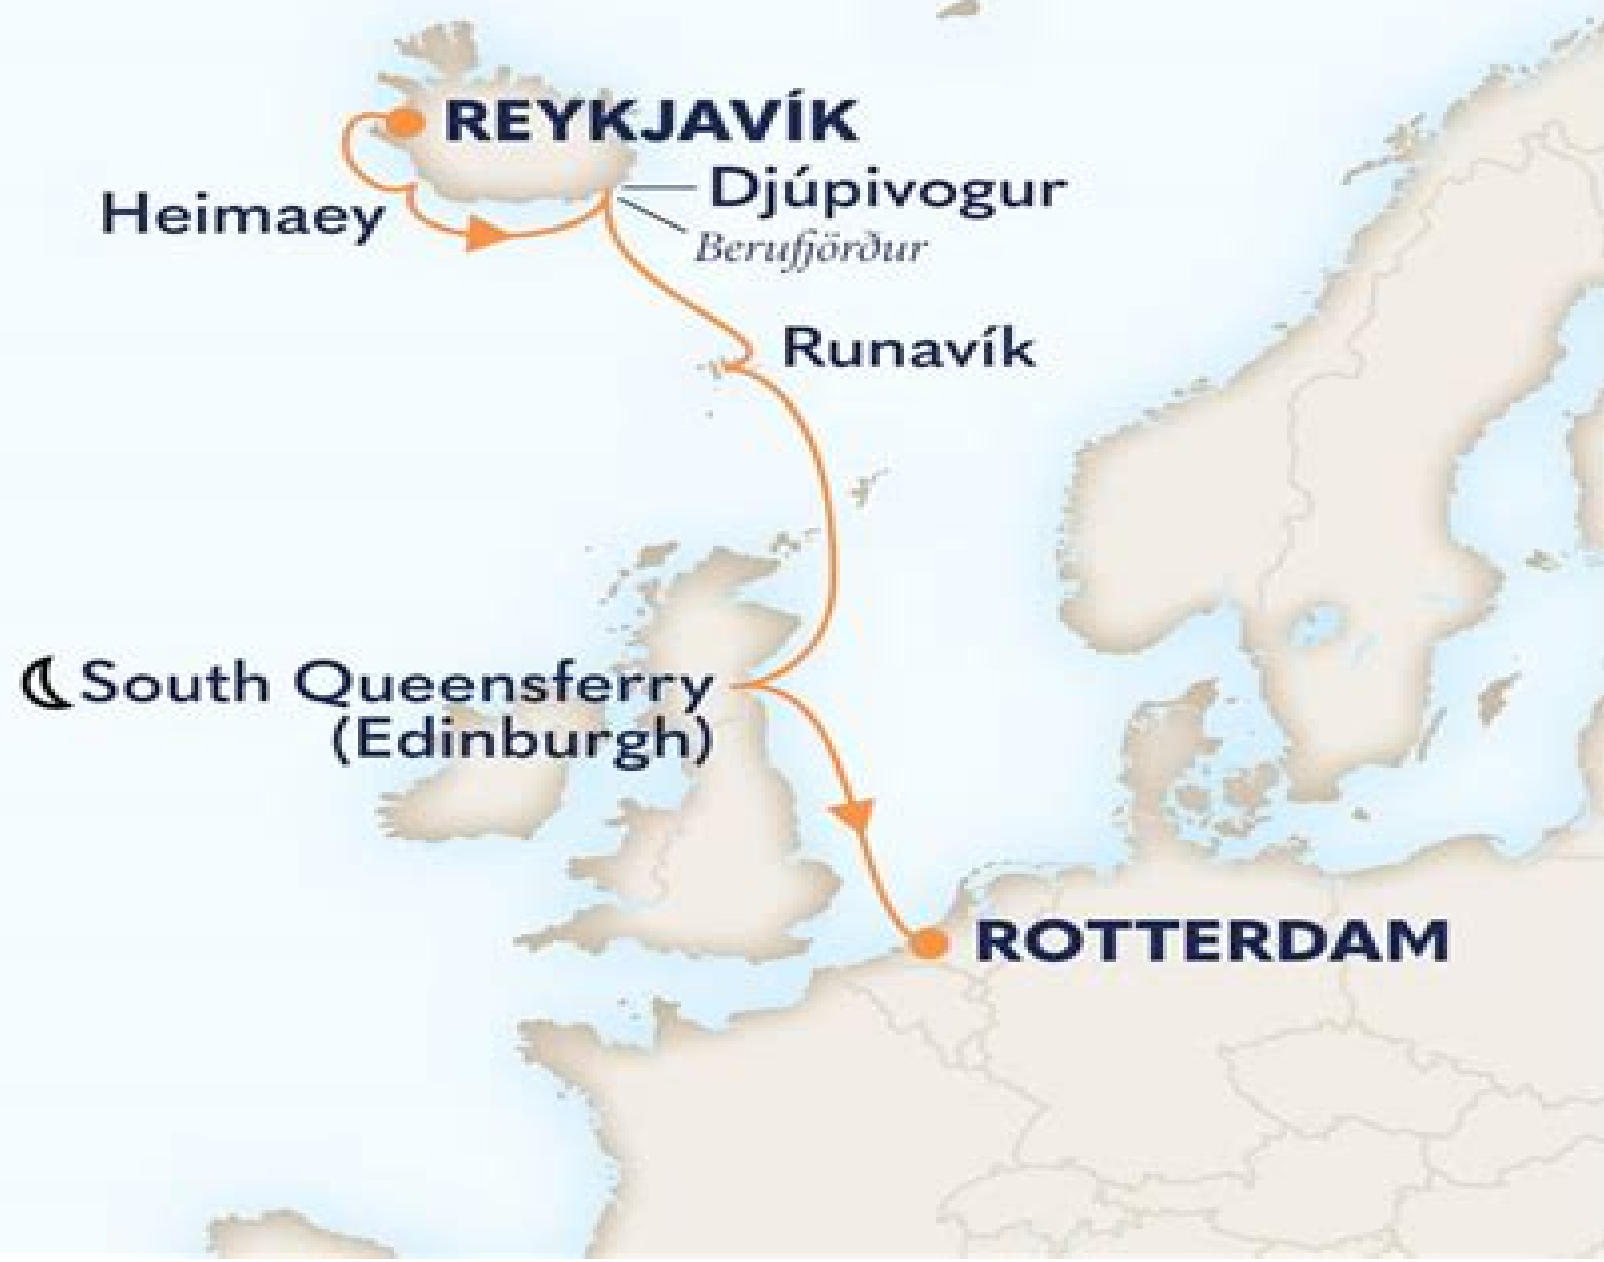 REYKJAVÍK
Heimaey
Djúpivogur
Berufjörður
Runavík
South Queensferry
(Edinburgh)
ROTTERDAM